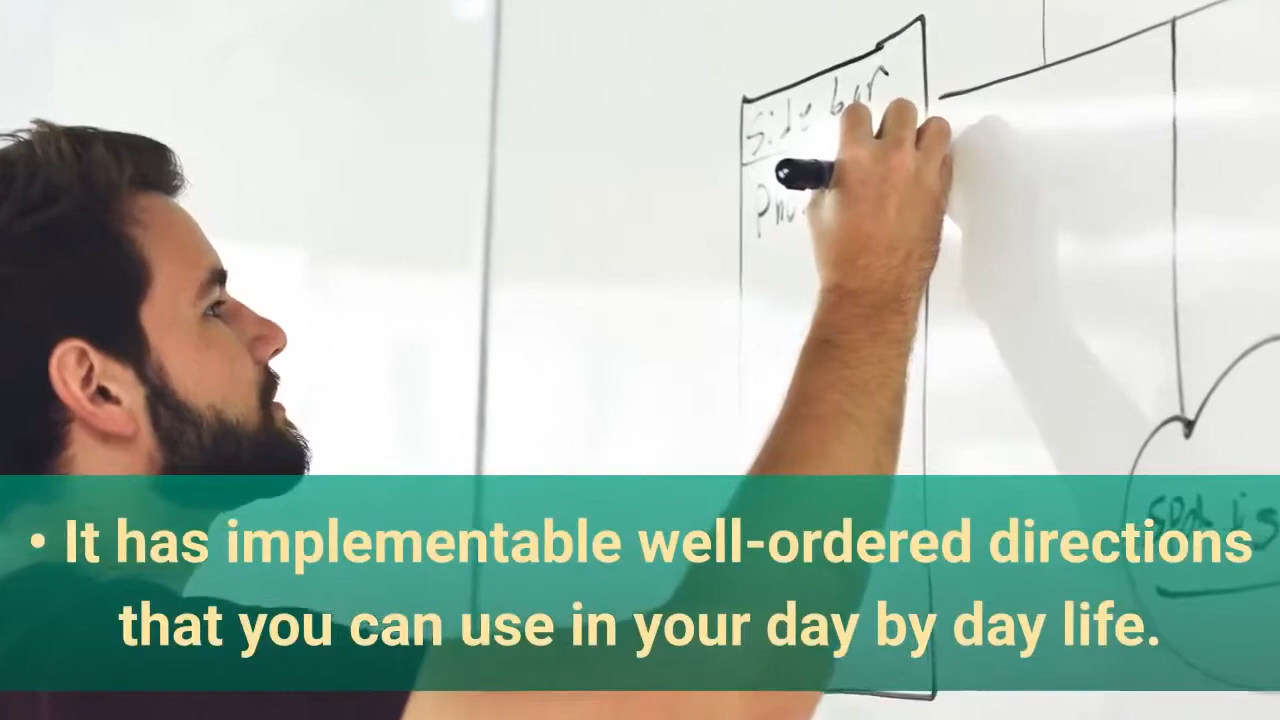 Side bar
• It has implementable well-ordered directions
that you can use in your day by day life.